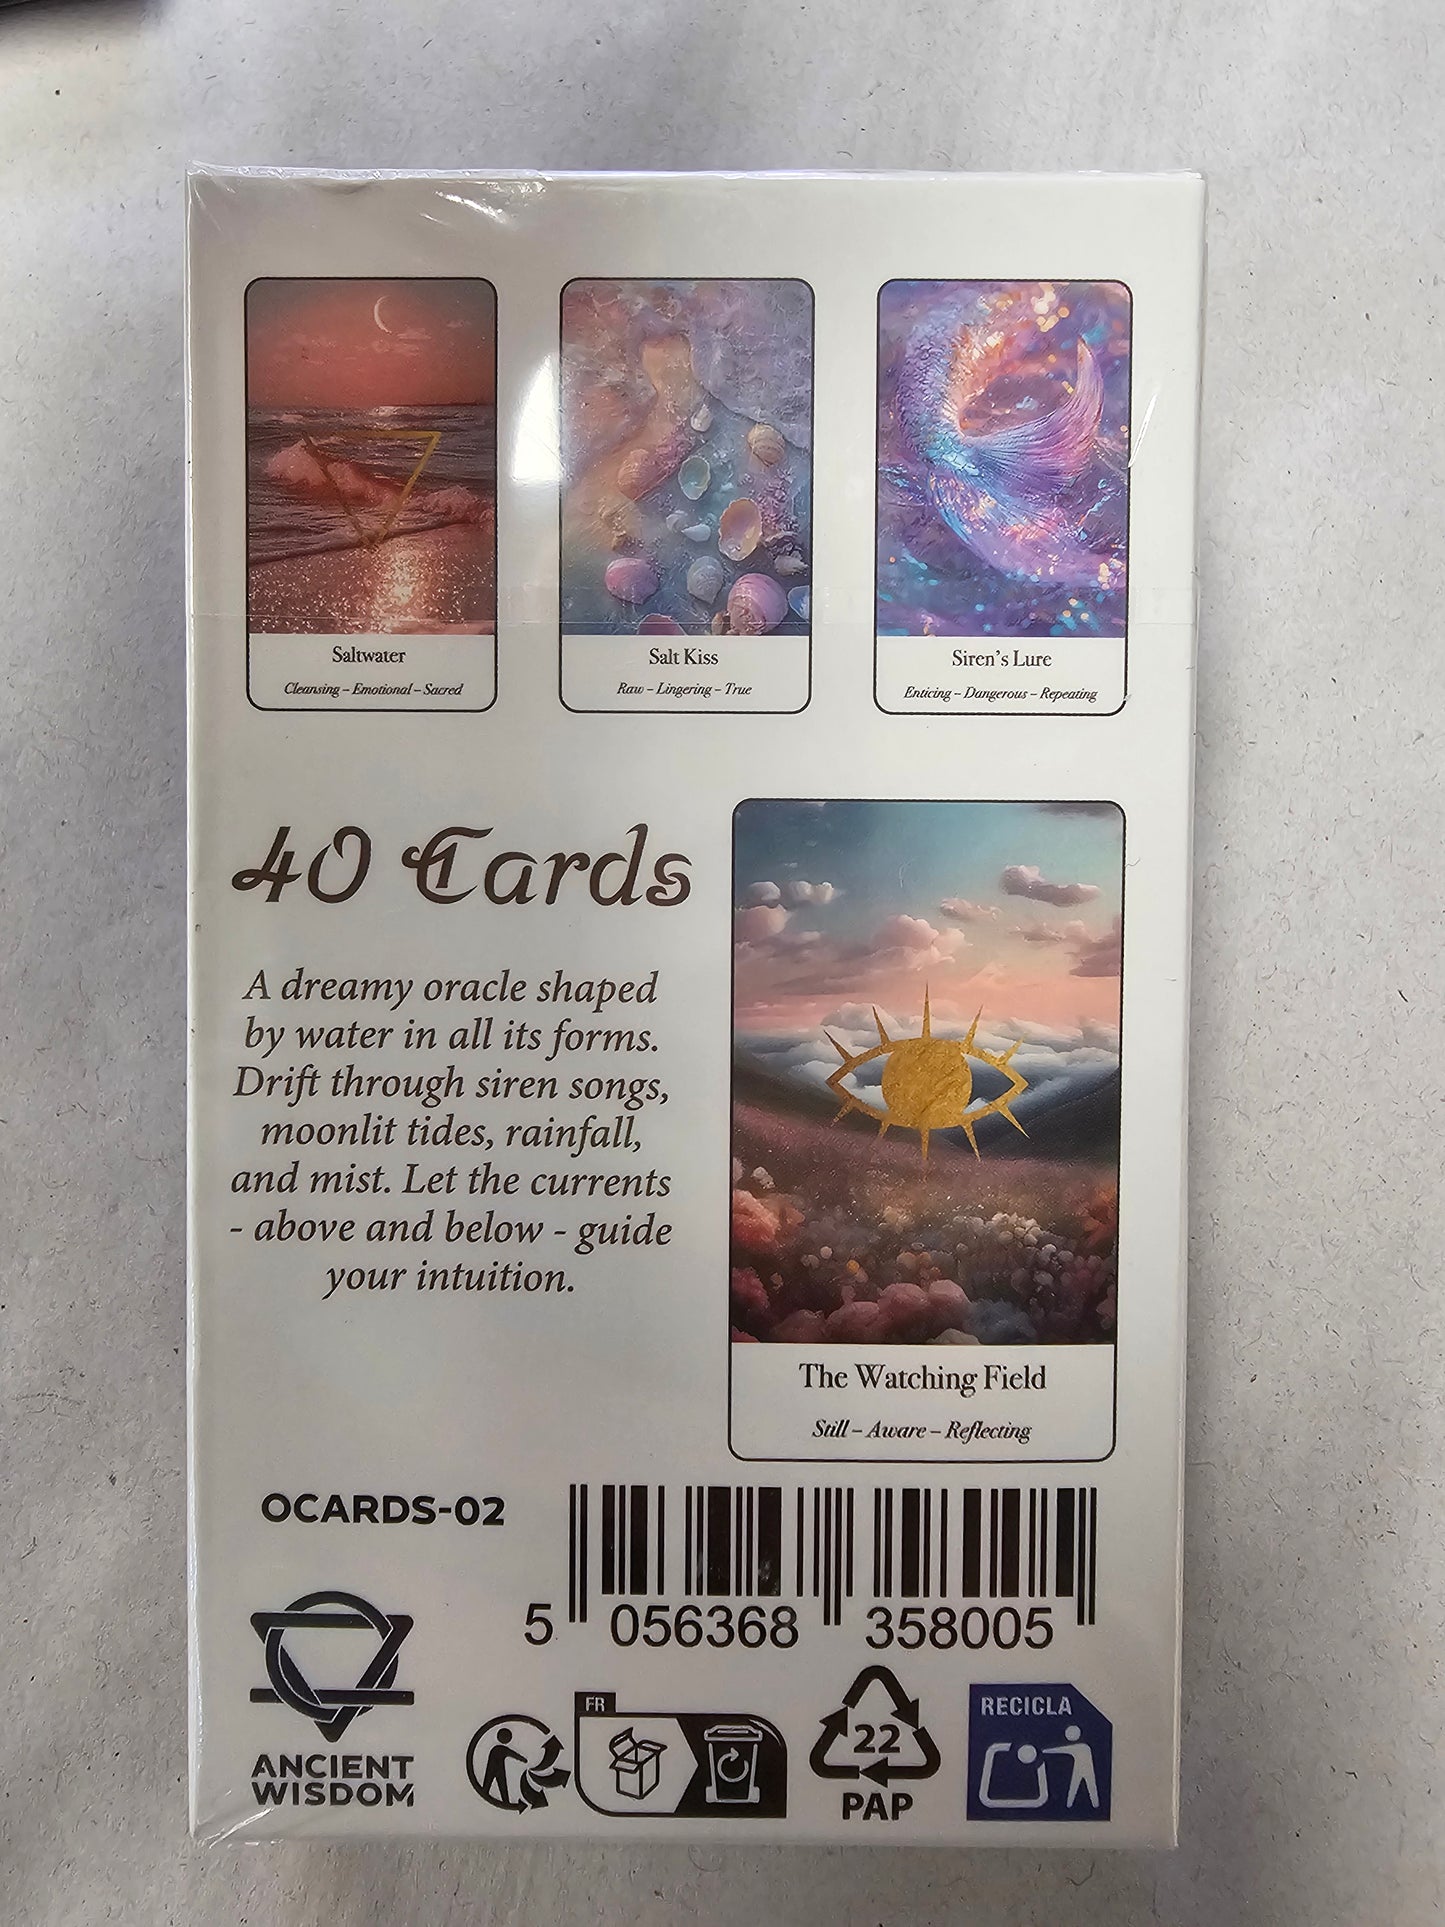 Saltwater
Cleansing – Emotional – Sacred
Salt Kiss
Raw – Lingering – True
Siren's Lure
Enticing – Dangerous – Repeating
40 Cards
A dreamy oracle shaped
by water in all its forms.
Drift through siren songs,
moonlit tides, rainfall,
and mist. Let the currents
- above and below - guide
your intuition.
The Watching Field
Still – Aware – Reflecting
OCARDS-02
5 056368 358005
ANCIENT
WISDOM
FR
22
PAP
RECICLA